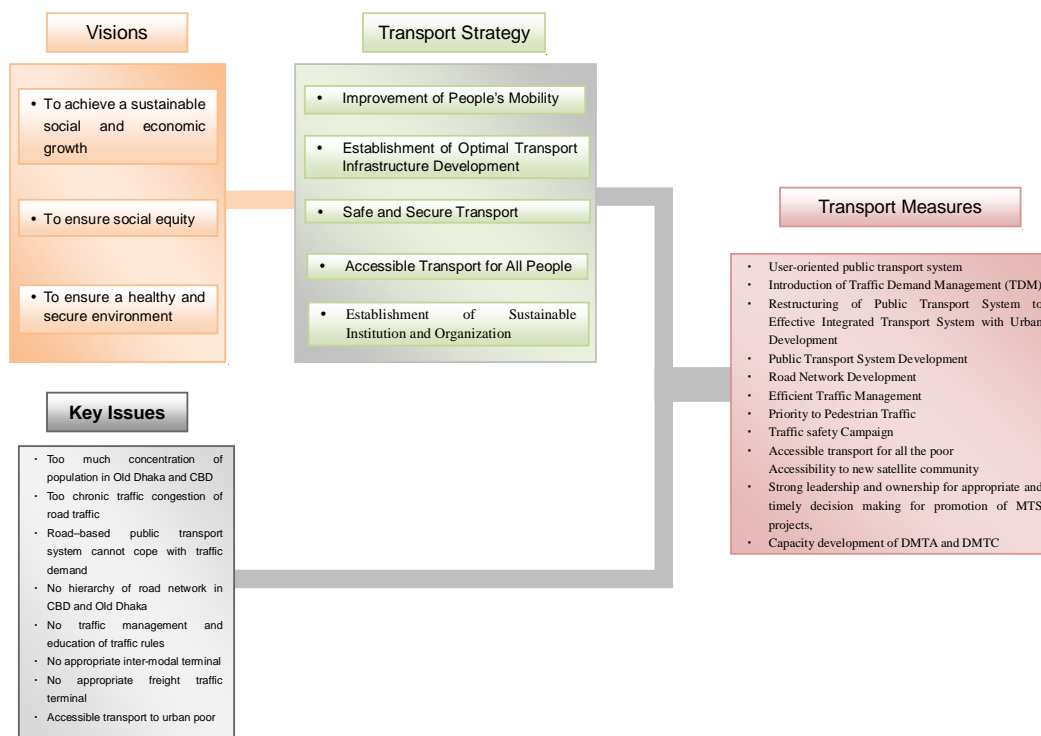 Visions
• To achieve a sustainable
social and economic
growth
• To ensure social equity
• To ensure a healthy and
secure environment
Transport Strategy
• Improvement of People's Mobility
• Establishment of Optimal Transport
Infrastructure Development
• Safe and Secure Transport
• Accessible Transport for All People
• Establishment of Sustainable
Institution and Organization
Key Issues
· Too much concentration of
population in Old Dhaka and CBD
· Too chronic traffic congestion of
road traffic
· Road–based public transport
system cannot cope with traffic
demand
· No hierarchy of road network in
CBD and Old Dhaka
· No traffic management and
education of traffic rules
· No appropriate inter-modal terminal
· No appropriate freight traffic
terminal
· Accessible transport to urban poor
Transport Measures
· User-oriented public transport system
· Introduction of Traffic Demand Management (TDM)
· Restructuring of Public Transport System to
Effective Integrated Transport System with Urban
Development
· Public Transport System Development
· Road Network Development
· Efficient Traffic Management
· Priority to Pedestrian Traffic
· Traffic safety Campaign
· Accessible transport for all the poor
Accessibility to new satellite community
· Strong leadership and ownership for appropriate and
timely decision making for promotion of MTS
projects,
· Capacity development of DMTA and DMTC